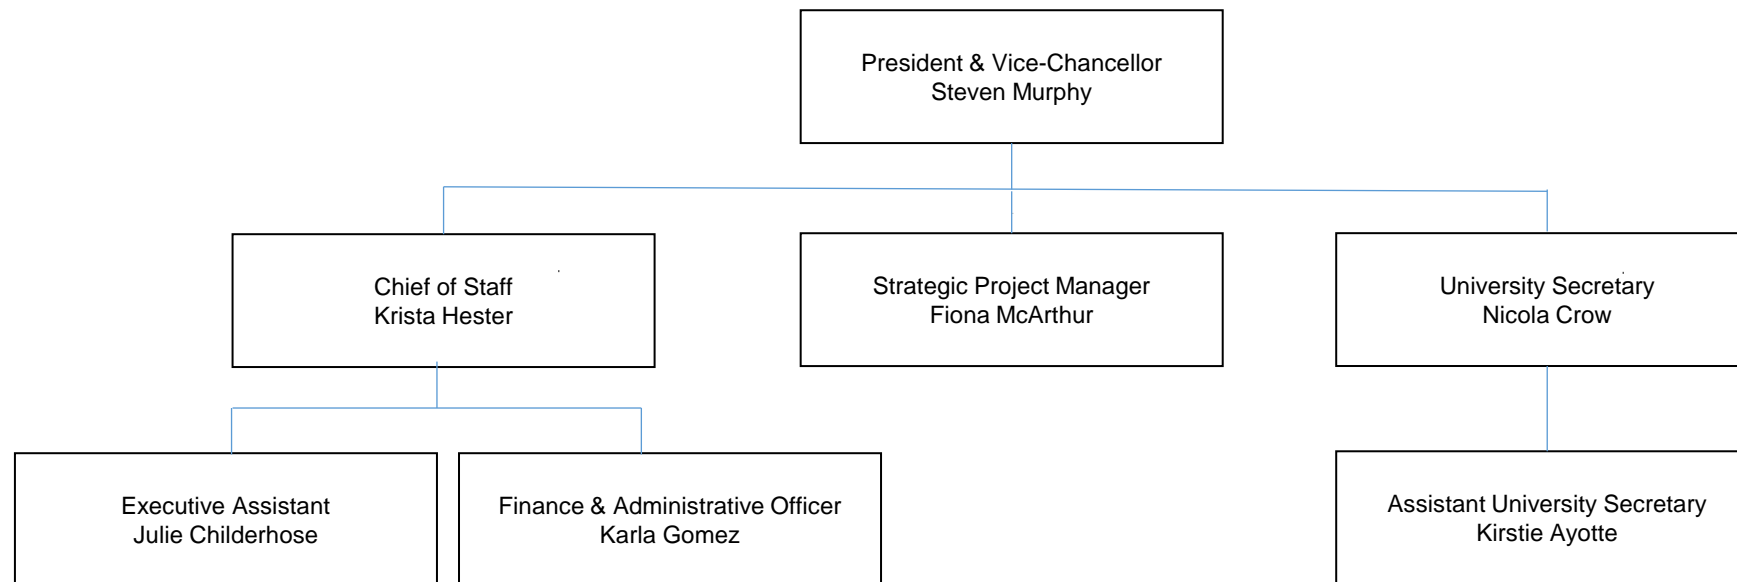 President & Vice-Chancellor
Steven Murphy
Chief of Staff
Krista Hester
Strategic Project Manager
Fiona McArthur
University Secretary
Nicola Crow
Executive Assistant
Julie Childerhose
Finance & Administrative Officer
Karla Gomez
Assistant University Secretary
Kirstie Ayotte